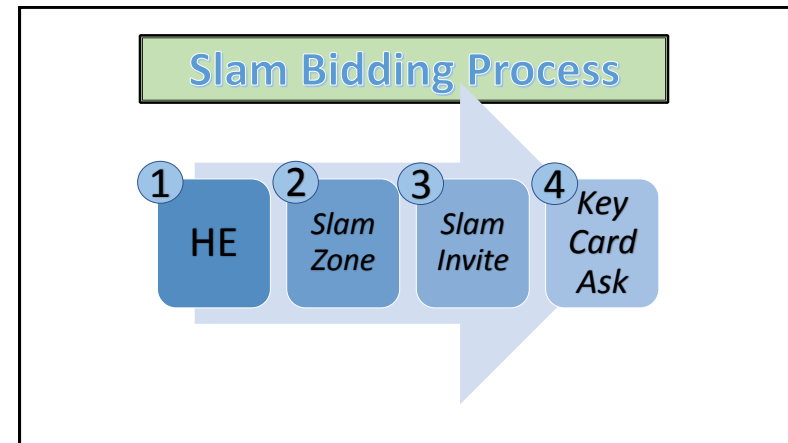 Slam Bidding Process
1
HE
2
Slam
Zone
3
Slam
Invite
4
Key
Card
Ask